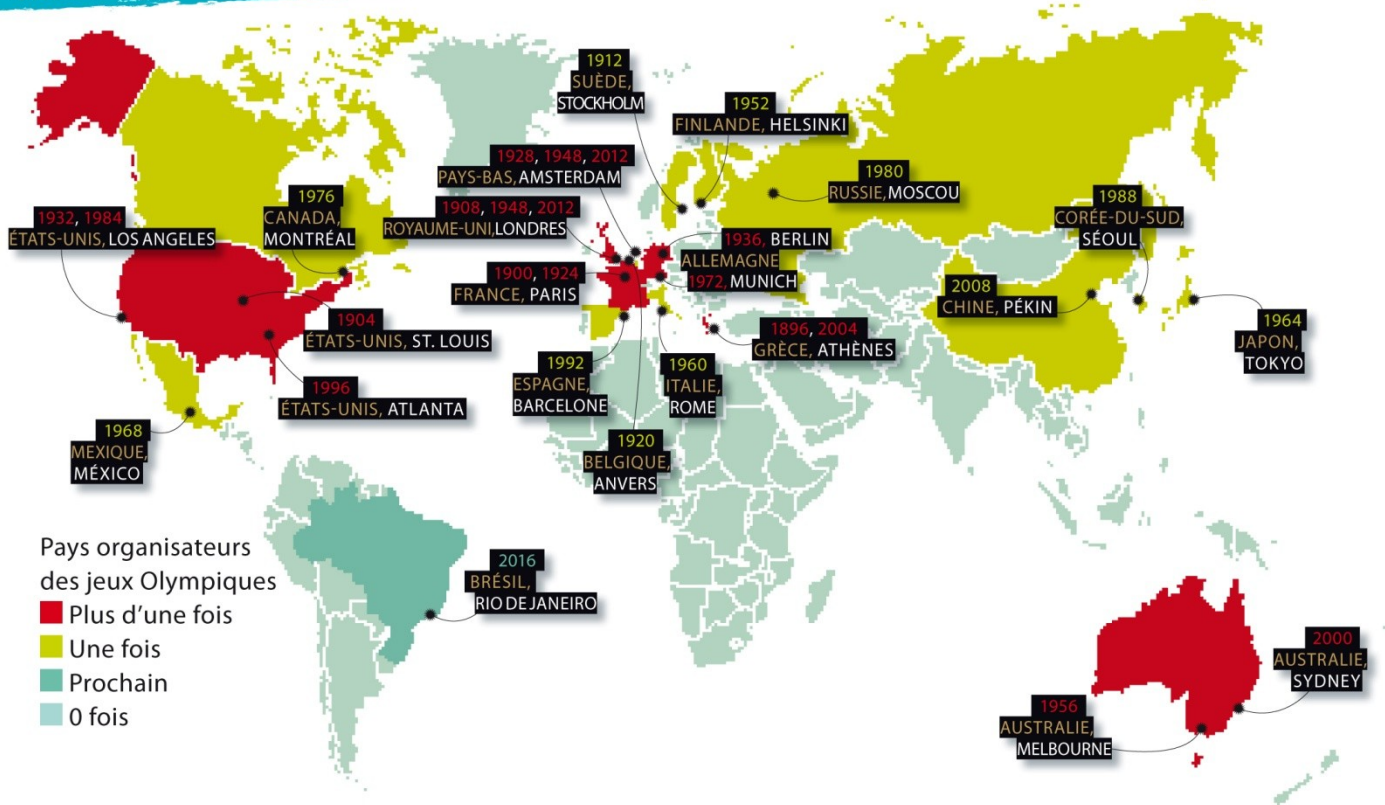 1912
SUÈDE,
STOCKHOLM
1952
FINLANDE, HELSINKI
1928, 1948, 2012
PAYS-BAS, AMSTERDAM
1980
RUSSIE, MOSCOU
1976
CANADA,
MONTRÉAL
1988
CORÉE-DU-SUD,
SÉOUL
1932, 1984
ÉTATS-UNIS, LOS ANGELES
1908, 1948, 2012
ROYAUME-UNI, LONDRES
1936, BERLIN
ALLEMAGNE
1972, MUNICH
1900, 1924
FRANCE, PARIS
2008
CHINE, PÉKIN
1904
ÉTATS-UNIS, ST. LOUIS
1896, 2004
GRÈCE, ATHÈNES
1964
JAPON,
TOKYO
1992
ESPAGNE,
BARCELONE
1960
ITALIE,
ROME
1996
ÉTATS-UNIS, ATLANTA
1968
MEXIQUE,
MÉXICO
1920
BELGIQUE,
ANVERS
Pays organisateurs
des jeux Olympiques
Plus d'une fois
Une fois
Prochain
0 fois
2016
BRÉSIL,
RIO DE JANEIRO
2000
AUSTRALIE,
SYDNEY
1956
AUSTRALIE,
MELBOURNE